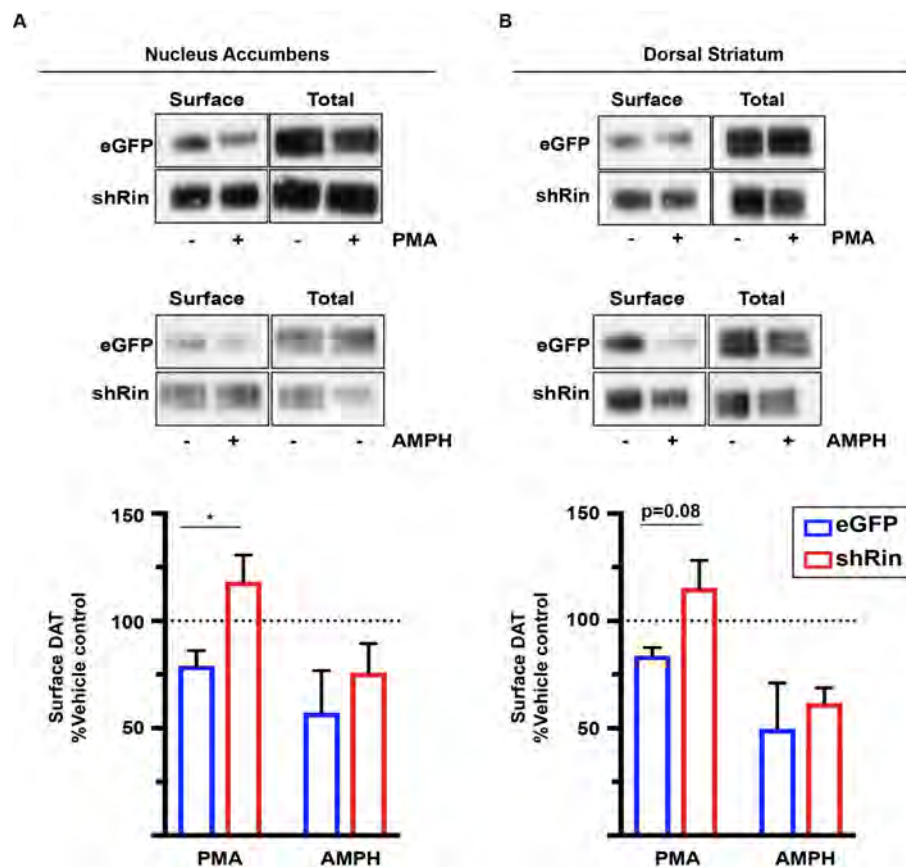 A
Nucleus Accumbens
Surface Total
eGFP
shRin
- + - + PMA
Surface Total
eGFP
shRin
- + - - AMPH
150
*
100
50
Surface DAT
%Vehicle control
PMA AMPH
B
Dorsal Striatum
Surface Total
eGFP
shRin
- + - + PMA
Surface Total
eGFP
shRin
- + - + AMPH
150
p=0.08
eGFP
shRin
100
50
Surface DAT
%Vehicle control
PMA AMPH